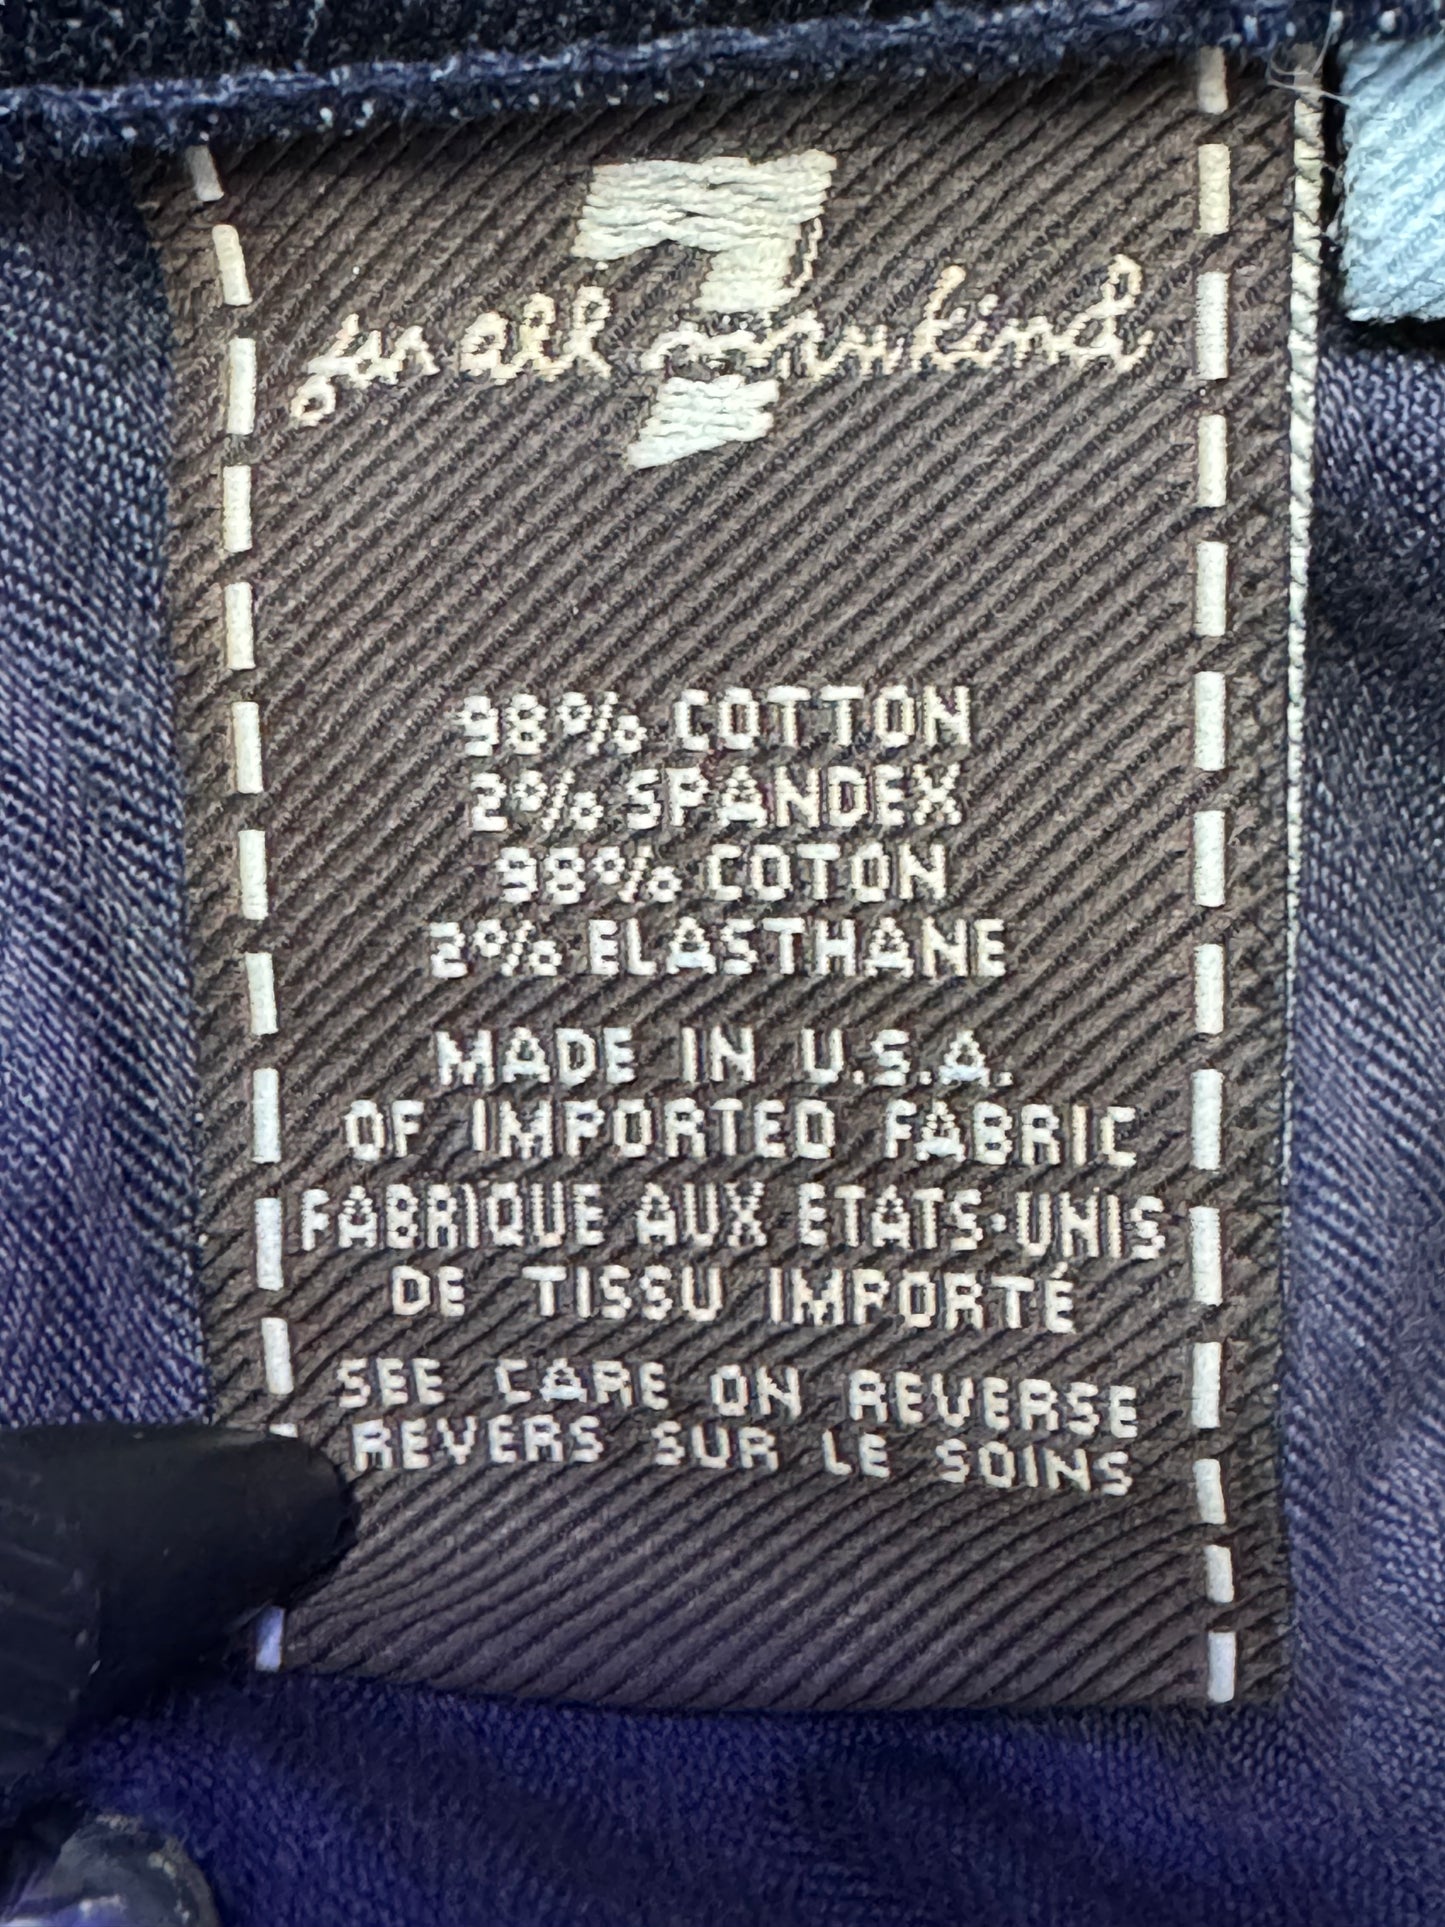 7
for all mankind
98% COTTON
2% SPANDEX
98% COTON
2% ELASTHANE
MADE IN U.S.A.
OF IMPORTED FABRIC
FABRIQUE AUX ETATS-UNIS
DE TISSU IMPORTÉ
SEE CARE ON REVERSE
REVERS SUR LE SOINS